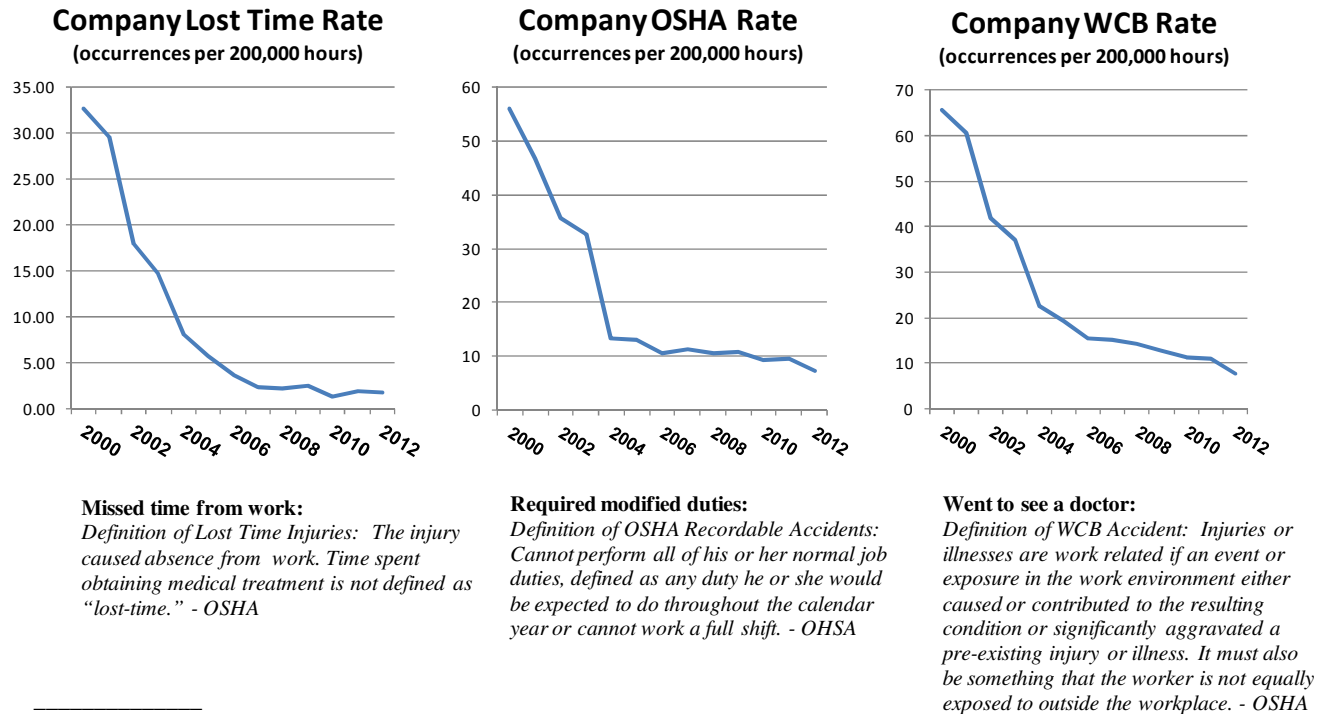 Company Lost Time Rate
(occurrences per 200,000 hours)
35.00
30.00
25.00
20.00
15.00
10.00
5.00
0.00
2000
2002
2004
2006
2008
2010
2012
Missed time from work:
Definition of Lost Time Injuries: The injury
caused absence from work. Time spent
obtaining medical treatment is not defined as
“lost-time.” - OSHA
Company OSHA Rate
(occurrences per 200,000 hours)
60
50
40
30
20
10
0
2000
2002
2004
2006
2008
2010
2012
Required modified duties:
Definition of OSHA Recordable Accidents:
Cannot perform all of his or her normal job
duties, defined as any duty he or she would
be expected to do throughout the calendar
year or cannot work a full shift. - OHSA
Company WCB Rate
(occurrences per 200,000 hours)
70
60
50
40
30
20
10
0
2000
2002
2004
2006
2008
2010
2012
Went to see a doctor:
Definition of WCB Accident: Injuries or
illnesses are work related if an event or
exposure in the work environment either
caused or contributed to the resulting
condition or significantly aggravated a
pre-existing injury or illness. It must also
be something that the worker is not equally
exposed to outside the workplace. - OSHA